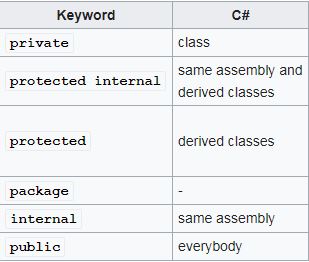 Keyword C#
private class
protected internal same assembly and
derived classes
protected derived classes
package -
internal same assembly
public everybody